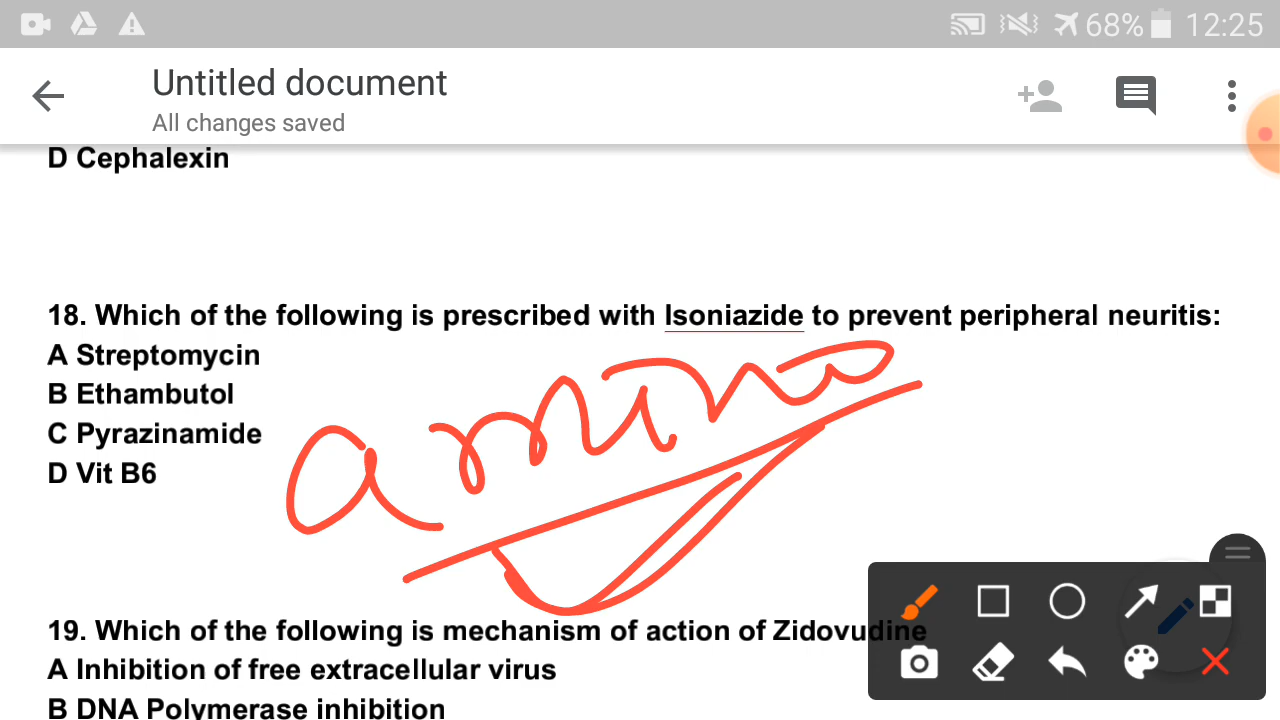 68% 12:25
Untitled document
All changes saved
D Cephalexin
18. Which of the following is prescribed with Isoniazide to prevent peripheral neuritis:
A Streptomycin
B Ethambutol
C Pyrazinamide
D Vit B6
amino
19. Which of the following is mechanism of action of Zidovudine
A Inhibition of free extracellular virus
B DNA Polymerase inhibition